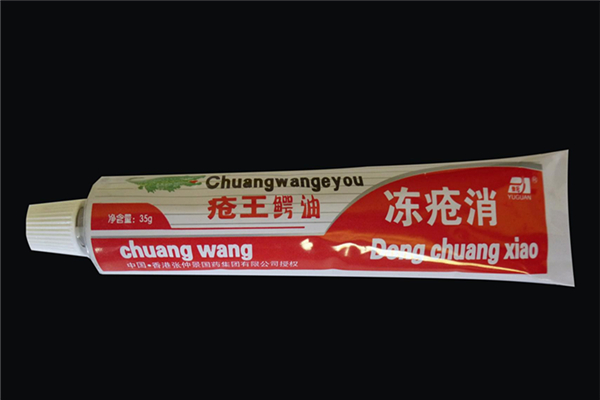 Chuangwangeyou
疮王鳄油
净含量：35g
chuang wang
中国·香港张仲景国药集团有限公司授权
冻疮消
Dong chuang xiao
YUGUAN